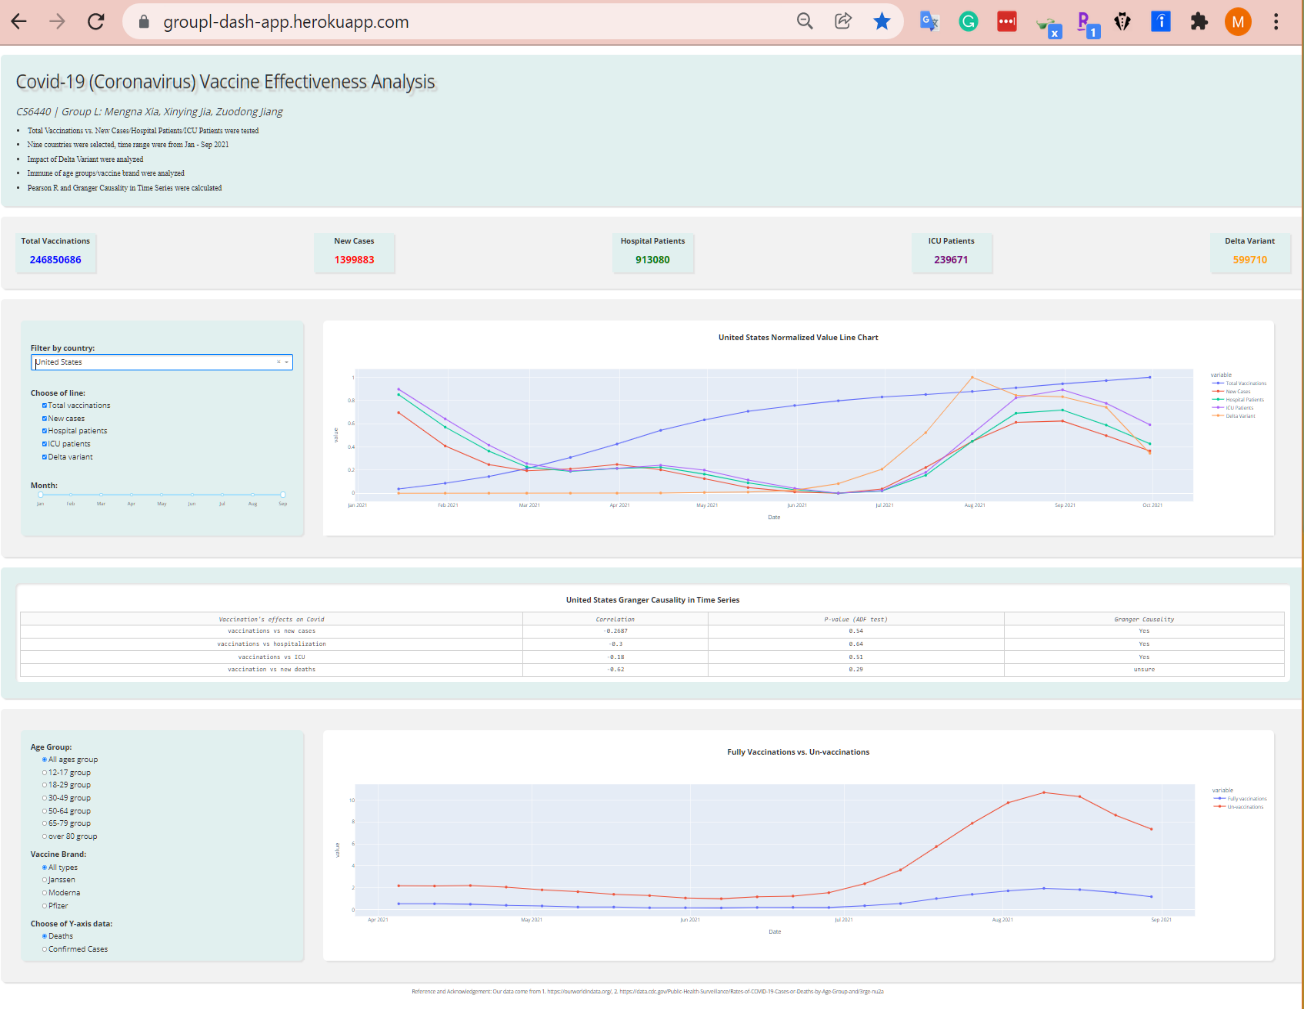 groupl-dash-app.herokuapp.com
M
1
Covid-19 (Coronavirus) Vaccine Effectiveness Analysis
CS6440 | Group L: Mengna Xia, Xinying Jia, Zuodong Jiang
• Total Vaccinations vs. New Cases/Hospital Patients/ICU Patients were tested
• Nine countries were selected, time range were from Jan - Sep 2021
• Impact of Delta Variant were analyzed
• Immune of age groups/vaccine brand were analyzed
• Pearson R and Granger Causality in Time Series were calculated
Total Vaccinations
246850686
New Cases
1399883
Hospital Patients
913080
ICU Patients
239671
Delta Variant
599710
Filter by country:
United States
Choose of line:
Total vaccinations
New cases
Hospital patients
ICU patients
Delta variant
Month:
Jan Feb Mar Apr May Jun Jul Aug Sep
United States Normalized Value Line Chart
value
1
0.8
0.6
0.4
0.2
0
Jan 2021 Feb 2021 Mar 2021 Apr 2021 May 2021 Jun 2021 Jul 2021 Aug 2021 Sep 2021 Oct 2021
Date
variable
Total Vaccinations
New Cases
Hospital Patients
ICU Patients
Delta Variant
United States Granger Causality in Time Series
Vaccination's effects on Covid Correlation P-value (ADF test) Granger Causality
vaccinations vs new cases -0.2687 0.54 Yes
vaccinations vs hospitalization -0.3 0.64 Yes
vaccinations vs ICU -0.18 0.51 Yes
vaccination vs new deaths -0.62 0.29 unsure
Age Group:
All ages group
12-17 group
18-29 group
30-49 group
50-64 group
65-79 group
over 80 group
Vaccine Brand:
All types
Janssen
Moderna
Pfizer
Choose of Y-axis data:
Deaths
Confirmed Cases
Fully Vaccinations vs. Un-vaccinations
value
10
8
6
4
2
0
Apr 2021 May 2021 Jun 2021 Jul 2021 Aug 2021 Sep 2021
Date
variable
Fully vaccinations
Un-vaccinations
Reference and Acknowledgement: Our data come from 1. https://ourworldindata.org/, 2. https://data.cdc.gov/Public-Health-Surveillance/Rates-of-COVID-19-Cases-or-Deaths-by-Age-Group-and/3rge-nu2a